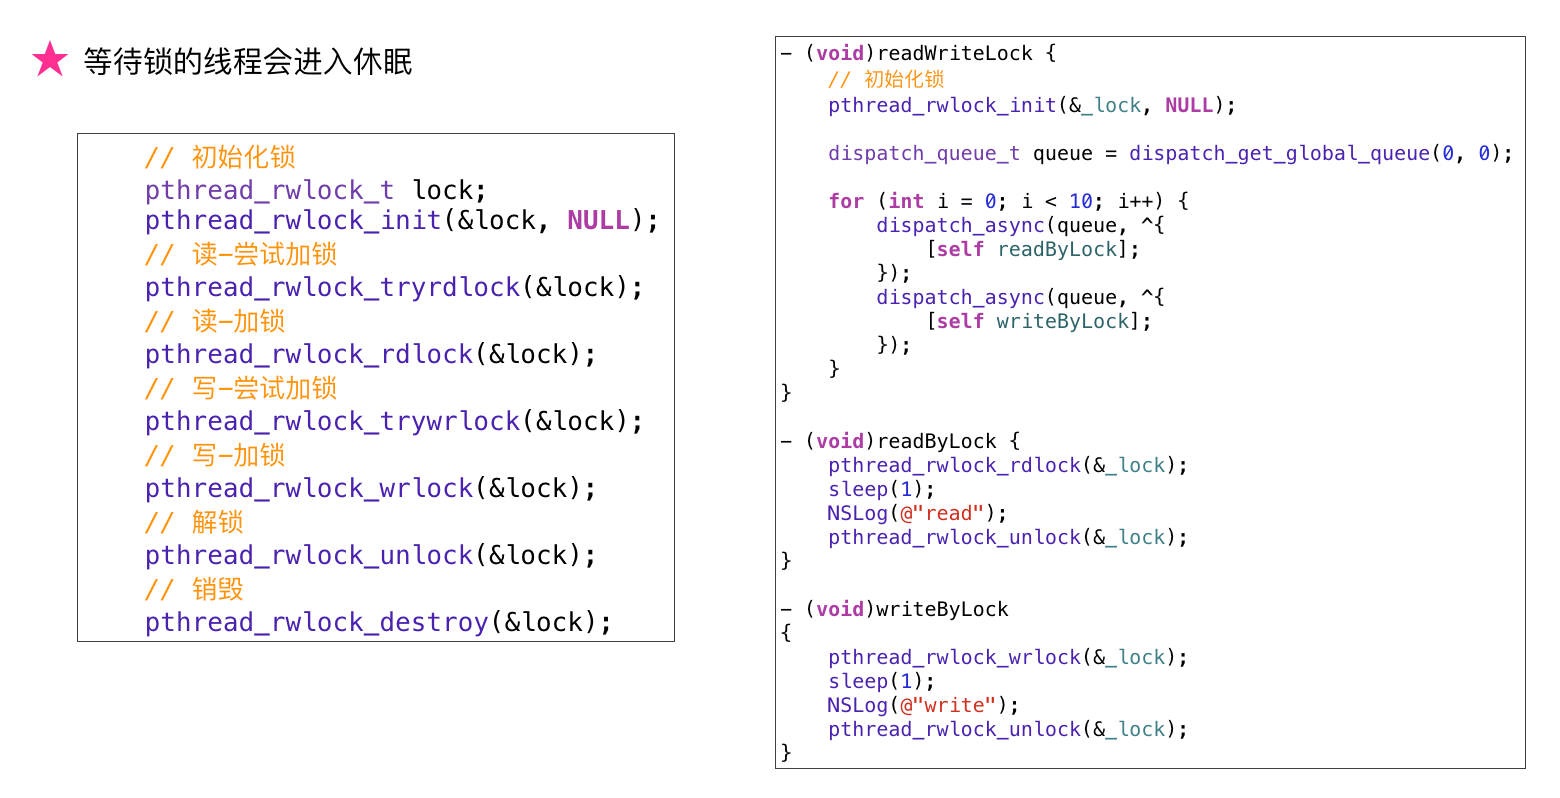 ★ 等待锁的线程会进入休眠
// 初始化锁
pthread_rwlock_t lock;
pthread_rwlock_init(&lock, NULL);
// 读-尝试加锁
pthread_rwlock_tryrdlock(&lock);
// 读-加锁
pthread_rwlock_rdlock(&lock);
// 写-尝试加锁
pthread_rwlock_trywrlock(&lock);
// 写-加锁
pthread_rwlock_wrlock(&lock);
// 解锁
pthread_rwlock_unlock(&lock);
// 销毁
pthread_rwlock_destroy(&lock);
- (void)readWriteLock {
    // 初始化锁
    pthread_rwlock_init(&_lock, NULL);

    dispatch_queue_t queue = dispatch_get_global_queue(0, 0);

    for (int i = 0; i < 10; i++) {
        dispatch_async(queue, ^{
            [self readByLock];
        });
        dispatch_async(queue, ^{
            [self writeByLock];
        });
    }
}

- (void)readByLock {
    pthread_rwlock_rdlock(&_lock);
    sleep(1);
    NSLog(@"read");
    pthread_rwlock_unlock(&_lock);
}

- (void)writeByLock
{
    pthread_rwlock_wrlock(&_lock);
    sleep(1);
    NSLog(@"write");
    pthread_rwlock_unlock(&_lock);
}